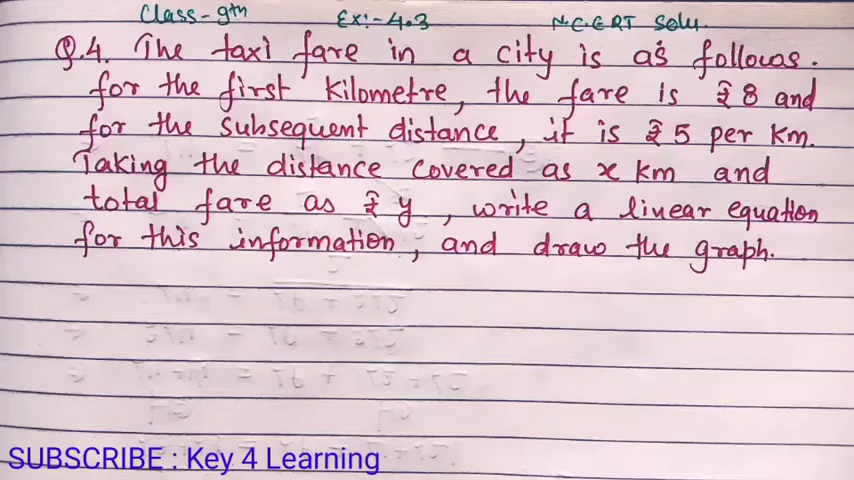 Class-9th Ex:-4.3 N.C.ERT Solu.
Q.4. The taxi fare in a city is as follows.
for the first Kilometre, the fare is ₹8 and
for the subsequent distance, it is ₹5 per Km.
Taking the distance covered as x Km and
total fare as ₹y, write a linear equation
for this information, and draw the graph.
SUBSCRIBE : Key 4 Learning